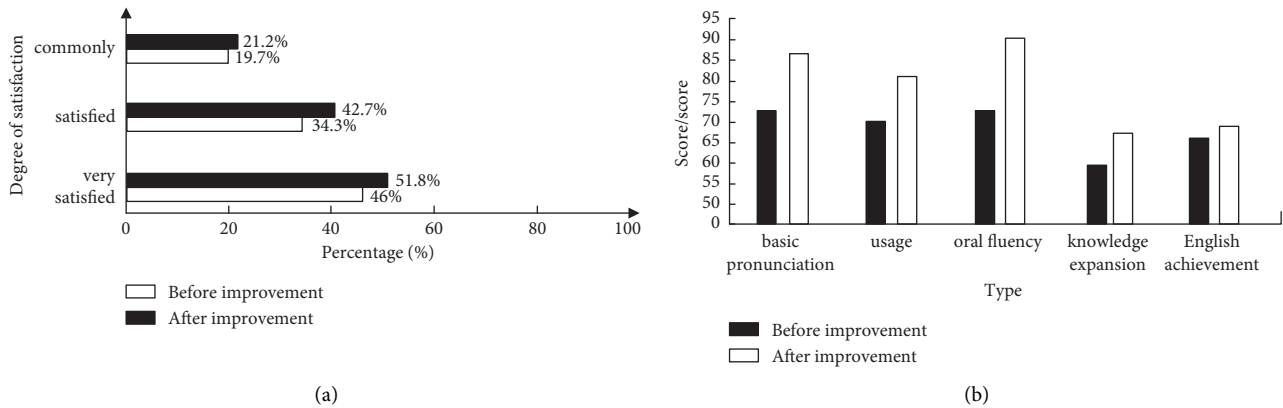 Degree of satisfaction
commonly
21.2%
19.7%
satisfied
42.7%
34.3%
very
satisfied
51.8%
46%
0
20
40
60
80
100
Percentage (%)
Before improvement
After improvement
(a)
Score/score
95
90
85
80
75
70
65
60
55
50
0
basic
pronunciation
usage
oral fluency
knowledge
expansion
English
achievement
Type
Before improvement
After improvement
(b)